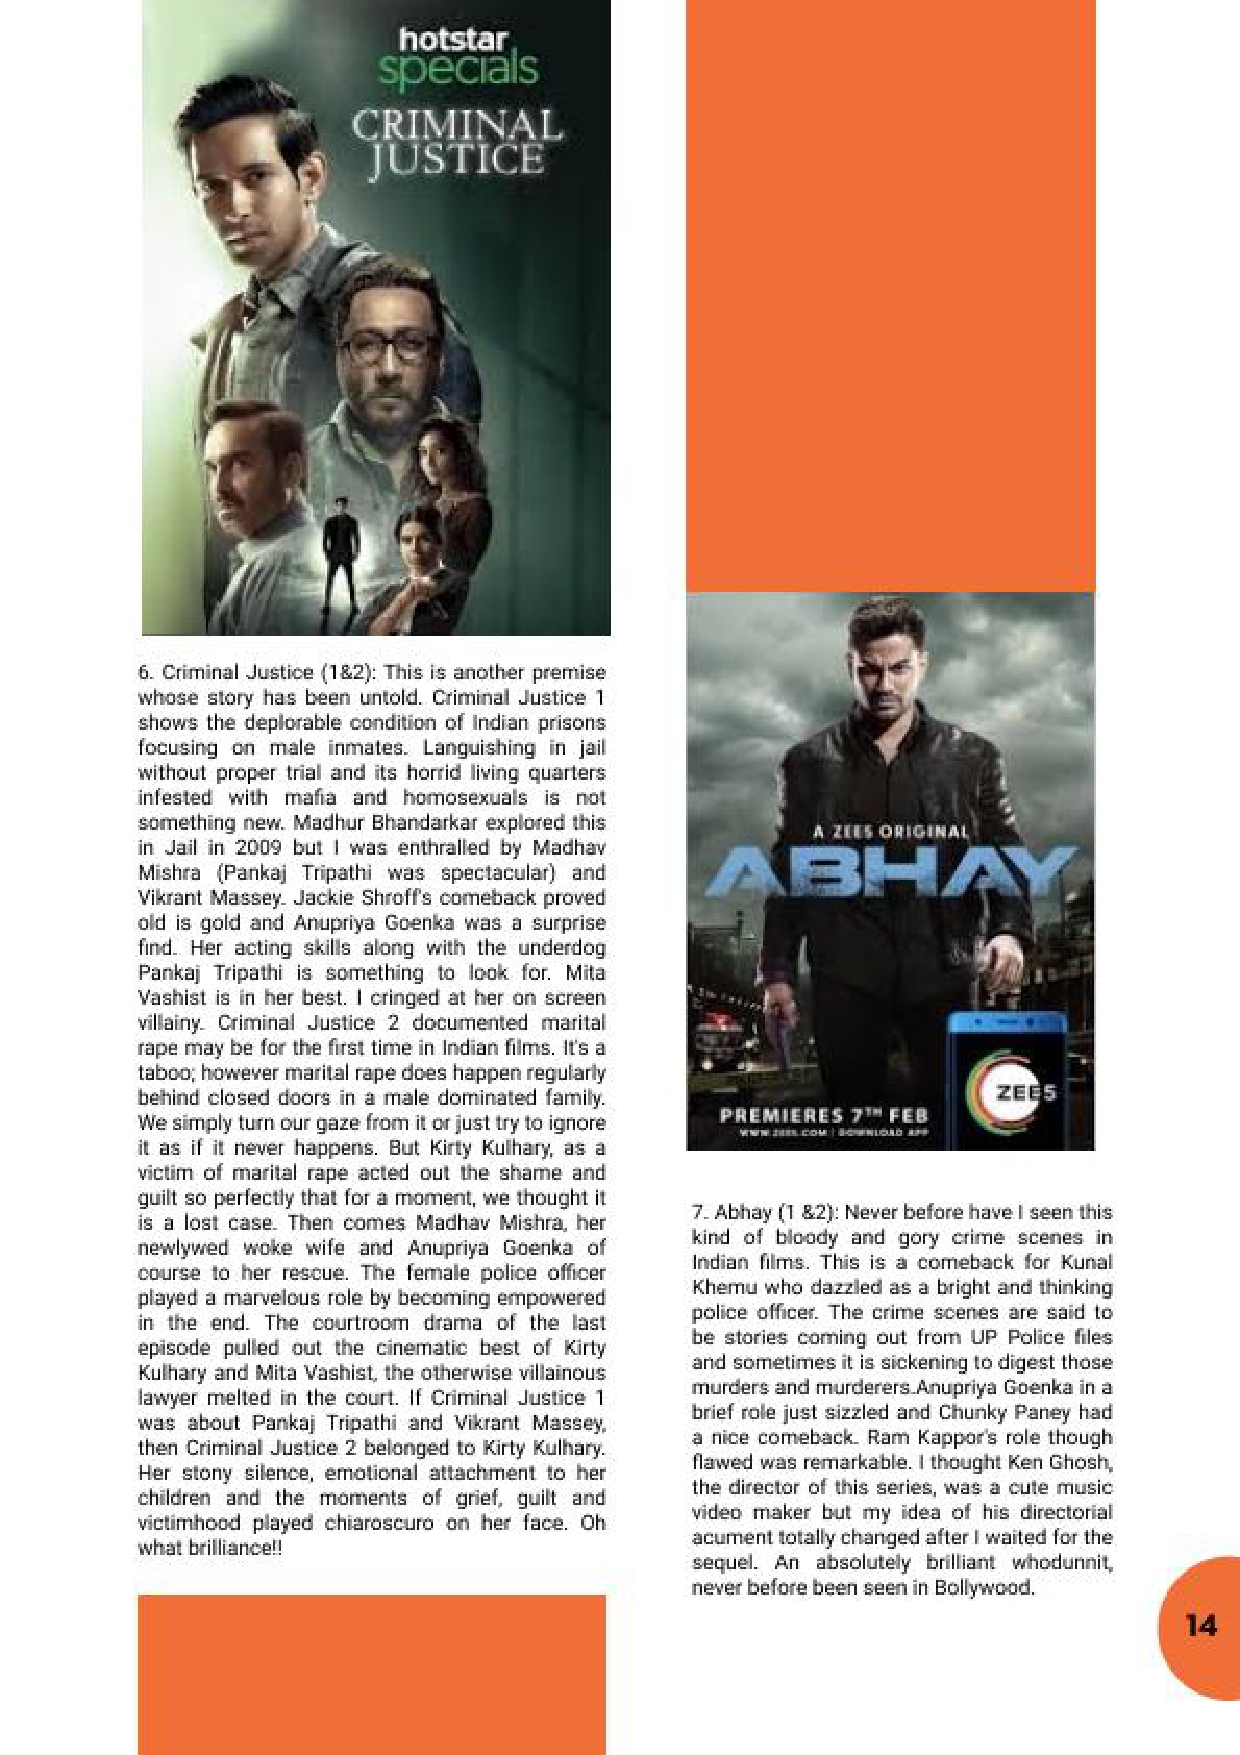 hotstar
specials
CRIMINAL
JUSTICE
6. Criminal Justice (1&2): This is another premise
whose story has been untold. Criminal Justice 1
shows the deplorable condition of Indian prisons
focusing on male inmates. Languishing in jail
without proper trial and its horrid living quarters
infested with mafia and homosexuals is not
something new. Madhur Bhandarkar explored this
in Jail in 2009 but I was enthralled by Madhav
Mishra (Pankaj Tripathi was spectacular) and
Vikrant Massey. Jackie Shroff's comeback proved
old is gold and Anupriya Goenka was a surprise
find. Her acting skills along with the underdog
Pankaj Tripathi is something to look for. Mita
Vashist is in her best. I cringed at her on screen
villainy. Criminal Justice 2 documented marital
rape may be for the first time in Indian films. It's a
taboo; however marital rape does happen regularly
behind closed doors in a male dominated family.
We simply turn our gaze from it or just try to ignore
it as if it never happens. But Kirty Kulhary, as a
victim of marital rape acted out the shame and
guilt so perfectly that for a moment, we thought it
is a lost case. Then comes Madhav Mishra, her
newlywed woke wife and Anupriya Goenka of
course to her rescue. The female police officer
played a marvelous role by becoming empowered
in the end. The courtroom drama of the last
episode pulled out the cinematic best of Kirty
Kulhary and Mita Vashist, the otherwise villainous
lawyer melted in the court. If Criminal Justice 1
was about Pankaj Tripathi and Vikrant Massey,
then Criminal Justice 2 belonged to Kirty Kulhary.
Her stony silence, emotional attachment to her
children and the moments of grief, guilt and
victimhood played chiaroscuro on her face. Oh
what brilliance!!
A ZEE5 ORIGINAL
ABHAY
ZEE5
PREMIERES 7TH FEB
WWW.ZEE5.COM | DOWNLOAD APP
7. Abhay (1 &2): Never before have I seen this
kind of bloody and gory crime scenes in
Indian films. This is a comeback for Kunal
Khemu who dazzled as a bright and thinking
police officer. The crime scenes are said to
be stories coming out from UP Police files
and sometimes it is sickening to digest those
murders and murderers.Anupriya Goenka in a
brief role just sizzled and Chunky Paney had
a nice comeback. Ram Kappor's role though
flawed was remarkable. I thought Ken Ghosh,
the director of this series, was a cute music
video maker but my idea of his directorial
acument totally changed after I waited for the
sequel. An absolutely brilliant whodunnit,
never before been seen in Bollywood.
14